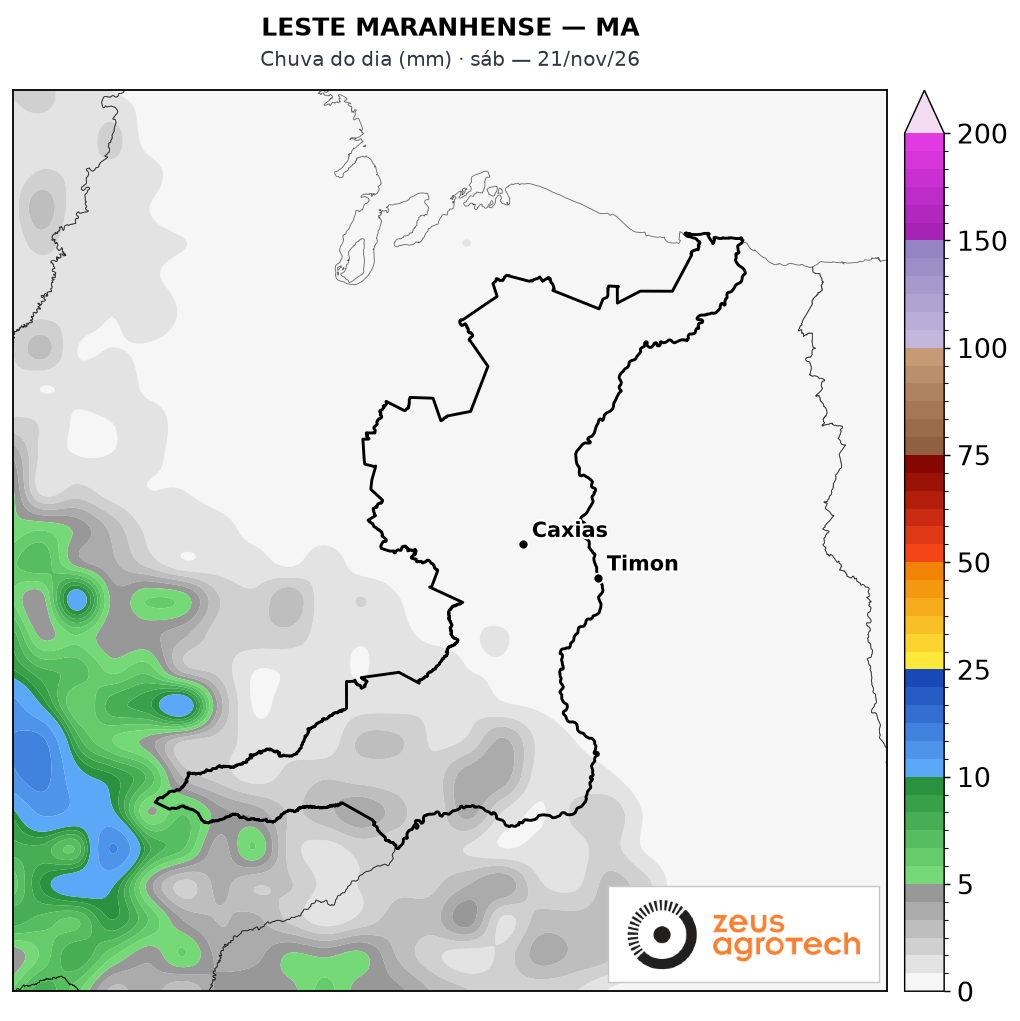 LESTE MARANHENSE — MA
Chuva do dia (mm) · sáb — 21/nov/26
200
150
100
75
50
25
10
5
0
Caxias
Timon
zeus
agrotech